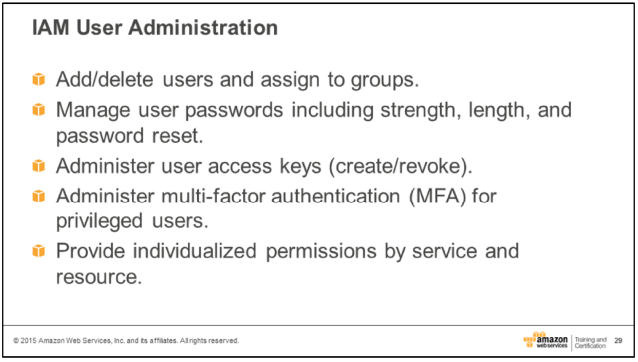 IAM User Administration
Add/delete users and assign to groups.
Manage user passwords including strength, length, and
password reset.
Administer user access keys (create/revoke).
Administer multi-factor authentication (MFA) for
privileged users.
Provide individualized permissions by service and
resource.
© 2015 Amazon Web Services, Inc. and its affiliates. All rights reserved.
amazon
webservices
Training and
Certification
29